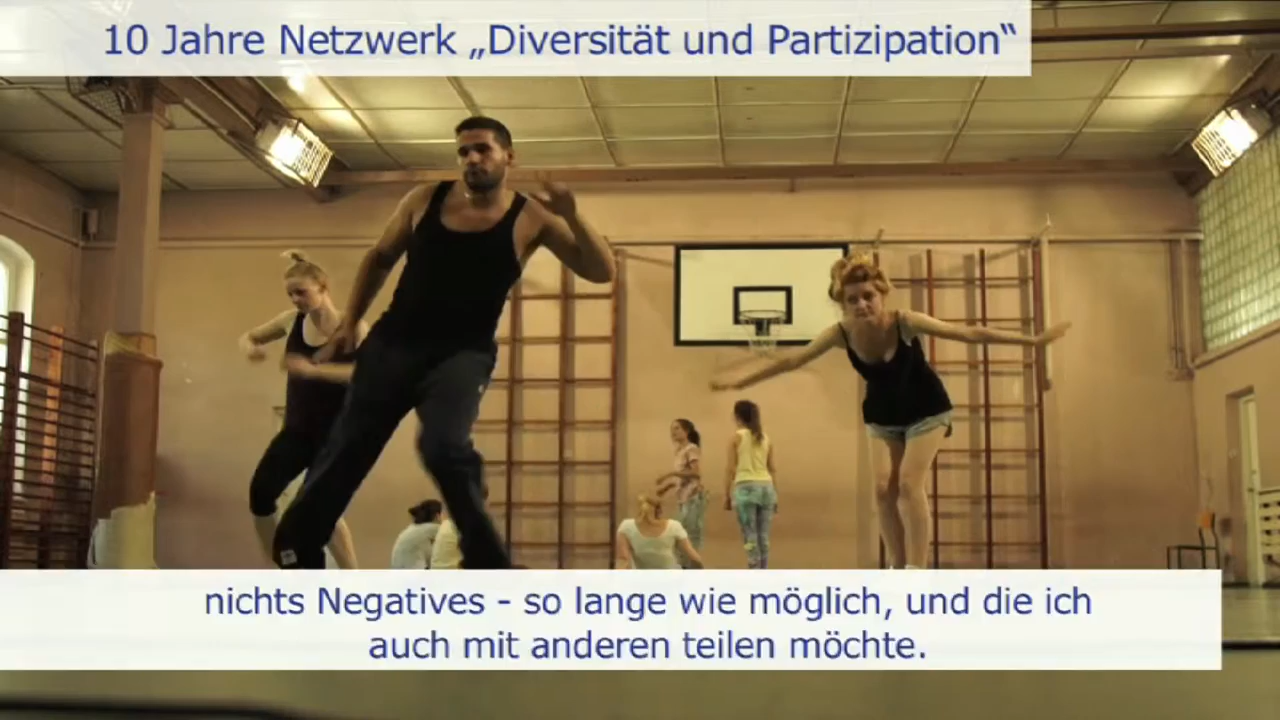 10 Jahre Netzwerk „Diversität und Partizipation“
nichts Negatives - so lange wie möglich, und die ich
auch mit anderen teilen möchte.